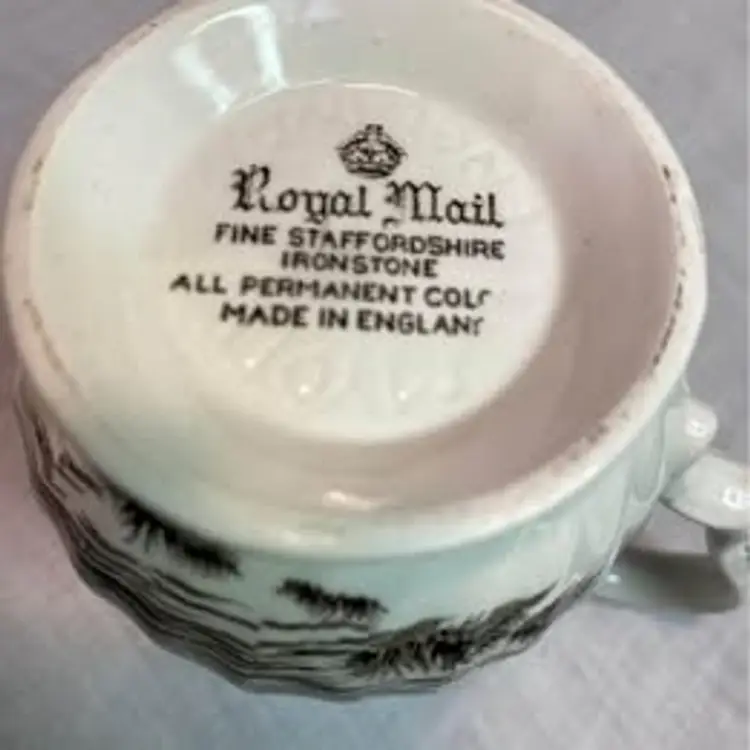 Royal Mail
FINE STAFFORDSHIRE
IRONSTONE
ALL PERMANENT COL
MADE IN ENGLAN